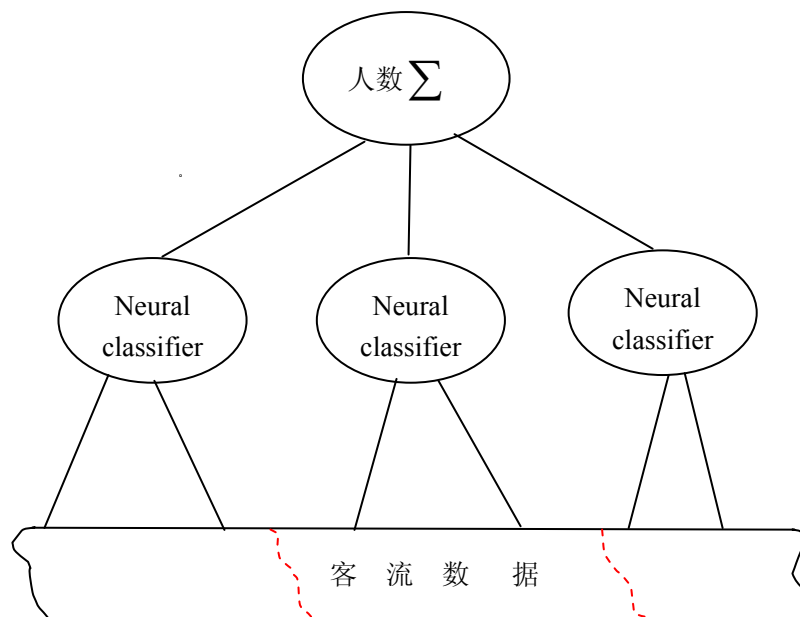 人数∑
Neural
classifier
Neural
classifier
Neural
classifier
客 流 数 据